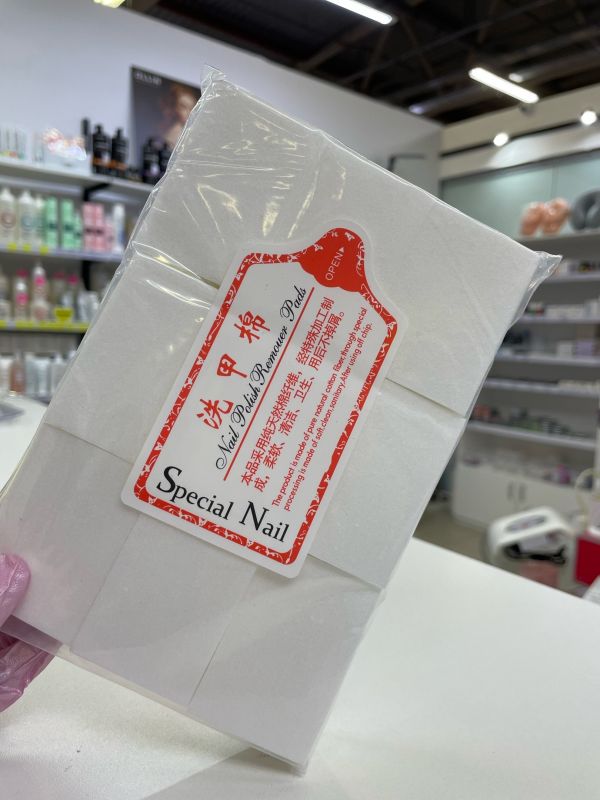 OPEN
洗甲棉
Nail Polish Remover Pads
本品采用纯天然棉纤维，经特殊加工制
成，柔软、清洁、卫生、用后不掉屑。
The product is made of pure natural cotton fiber,through special
processing is made of soft,clean,sanitary.After using off chip.
Special Nail